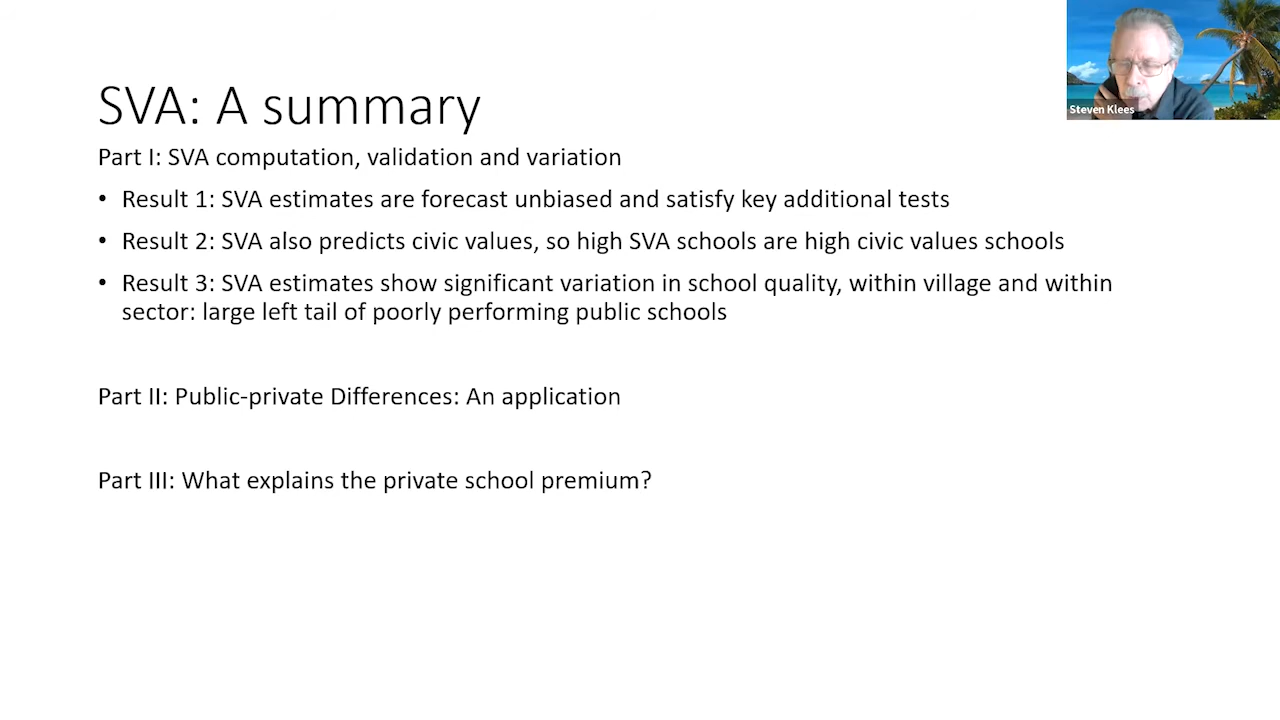 SVA: A summary
Steven Klees
Part I: SVA computation, validation and variation
• Result 1: SVA estimates are forecast unbiased and satisfy key additional tests
• Result 2: SVA also predicts civic values, so high SVA schools are high civic values schools
• Result 3: SVA estimates show significant variation in school quality, within village and within
sector: large left tail of poorly performing public schools
Part II: Public-private Differences: An application
Part III: What explains the private school premium?